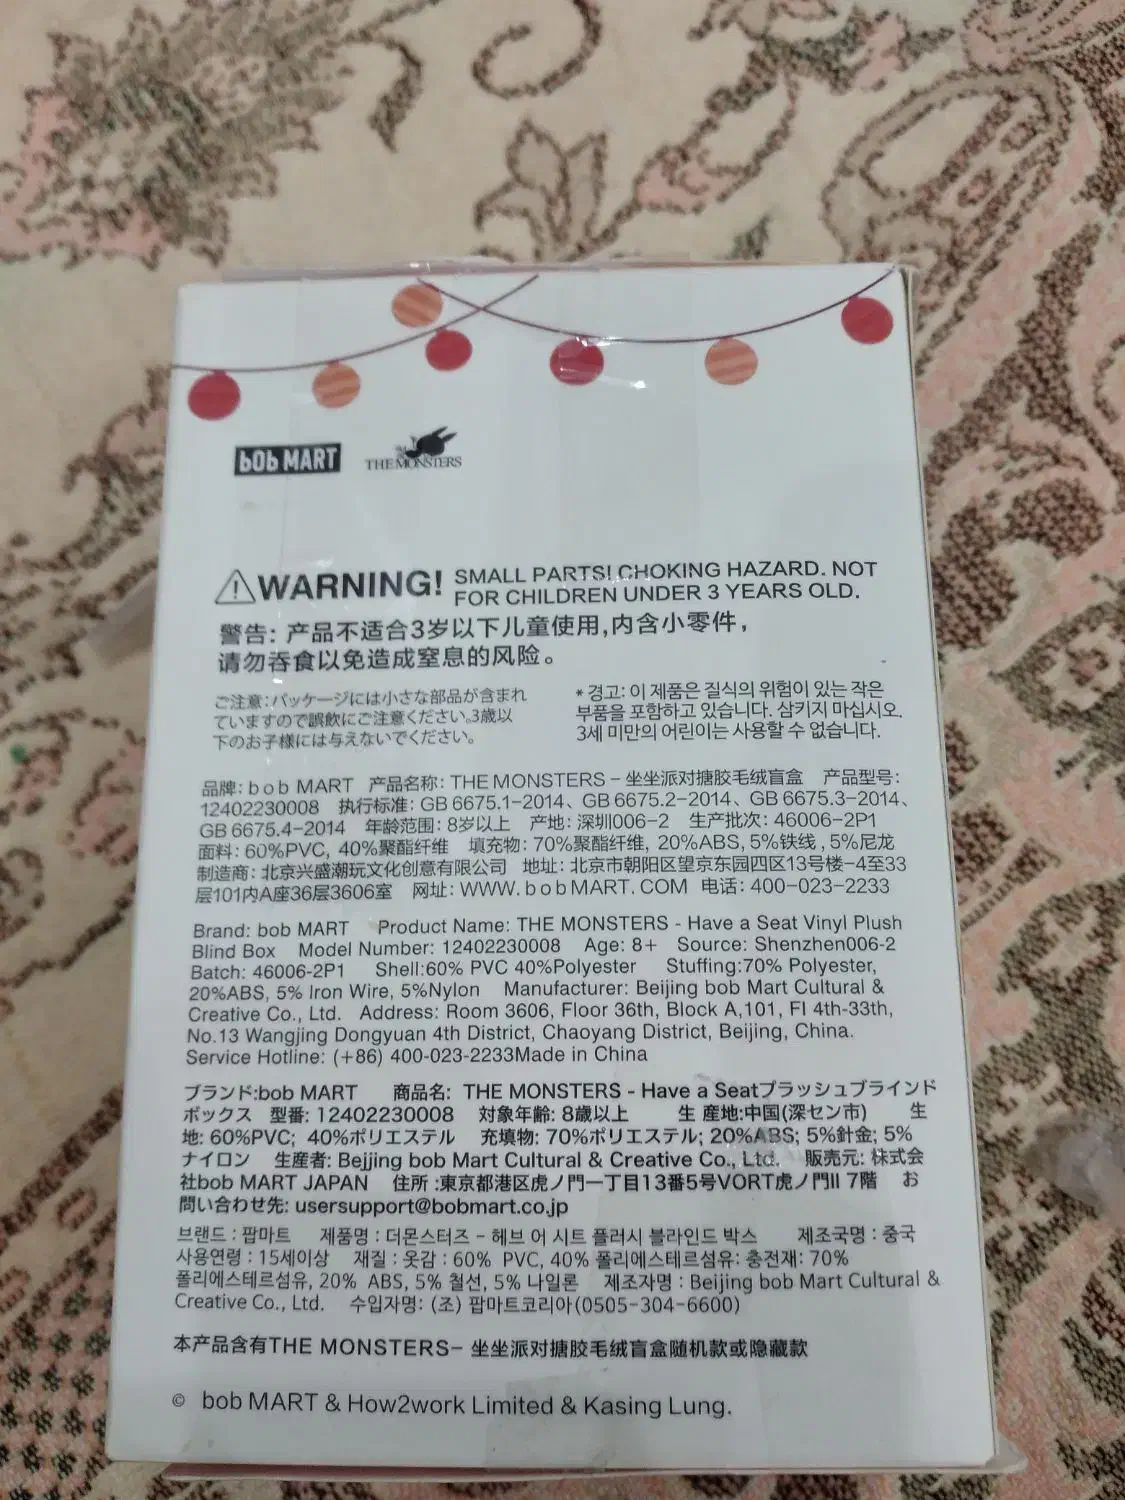 bob MART THE MONSTERS
WARNING! SMALL PARTS! CHOKING HAZARD. NOT
FOR CHILDREN UNDER 3 YEARS OLD.
警告: 产品不适合3岁以下儿童使用,内含小零件，
请勿吞食以免造成窒息的风险。
ご注意:パッケージには小さな部品が含まれ
ていますので誤飲にご注意ください。3歳以
下のお子様には与えないでください。
* 경고: 이 제품은 질식의 위험이 있는 작은
부품을 포함하고 있습니다. 삼키지 마십시오.
3세 미만의 어린이는 사용할 수 없습니다.
品牌: bob MART 产品名称: THE MONSTERS - 坐坐派对搪胶毛绒盲盒 产品型号:
12402230008 执行标准: GB 6675.1-2014、GB 6675.2-2014、GB 6675.3-2014、
GB 6675.4-2014 年龄范围: 8岁以上 产地: 深圳006-2 生产批次: 46006-2P1
面料: 60%PVC, 40%聚酯纤维 填充物: 70%聚酯纤维, 20%ABS, 5%铁线 , 5%尼龙
制造商: 北京兴盛潮玩文化创意有限公司 地址: 北京市朝阳区望京东园四区13号楼-4至33
层101内A座36层3606室 网址: WWW.bobMART.COM 电话: 400-023-2233
Brand: bob MART Product Name: THE MONSTERS - Have a Seat Vinyl Plush
Blind Box Model Number: 12402230008 Age: 8+ Source: Shenzhen006-2
Batch: 46006-2P1 Shell:60% PVC 40%Polyester Stuffing:70% Polyester,
20%ABS, 5% Iron Wire, 5%Nylon Manufacturer: Beijing bob Mart Cultural &
Creative Co., Ltd. Address: Room 3606, Floor 36th, Block A,101, Fl 4th-33th,
No.13 Wangjing Dongyuan 4th District, Chaoyang District, Beijing, China.
Service Hotline: (+86) 400-023-2233Made in China
ブランド:bob MART 商品名: THE MONSTERS - Have a Seatプラッシュブラインド
ボックス 型番: 12402230008 対象年齢: 8歳以上 生 産地:中国(深セン市) 生
地: 60%PVC; 40%ポリエステル 充填物: 70%ポリエステル; 20%ABS; 5%針金; 5%
ナイロン 生産者: Bejjing bob Mart Cultural & Creative Co., Ltd. 販売元: 株式会
社bob MART JAPAN 住所 :東京都港区虎ノ門一丁目13番5号VORT虎ノ門II 7階 お
問い合わせ先: usersupport@bobmart.co.jp
브랜드 : 팝마트 제품명 : 더몬스터즈 - 헤브 어 시트 플러시 블라인드 박스 제조국명 : 중국
사용연령 : 15세이상 재질 : 옷감 : 60% PVC, 40% 폴리에스테르섬유: 충전재: 70%
폴리에스테르섬유, 20% ABS, 5% 철선, 5% 나일론 제조자명 : Beijing bob Mart Cultural &
Creative Co., Ltd. 수입자명: (조) 팝마트코리아(0505-304-6600)
本产品含有THE MONSTERS- 坐坐派对搪胶毛绒盲盒随机款或隐藏款
© bob MART & How2work Limited & Kasing Lung.